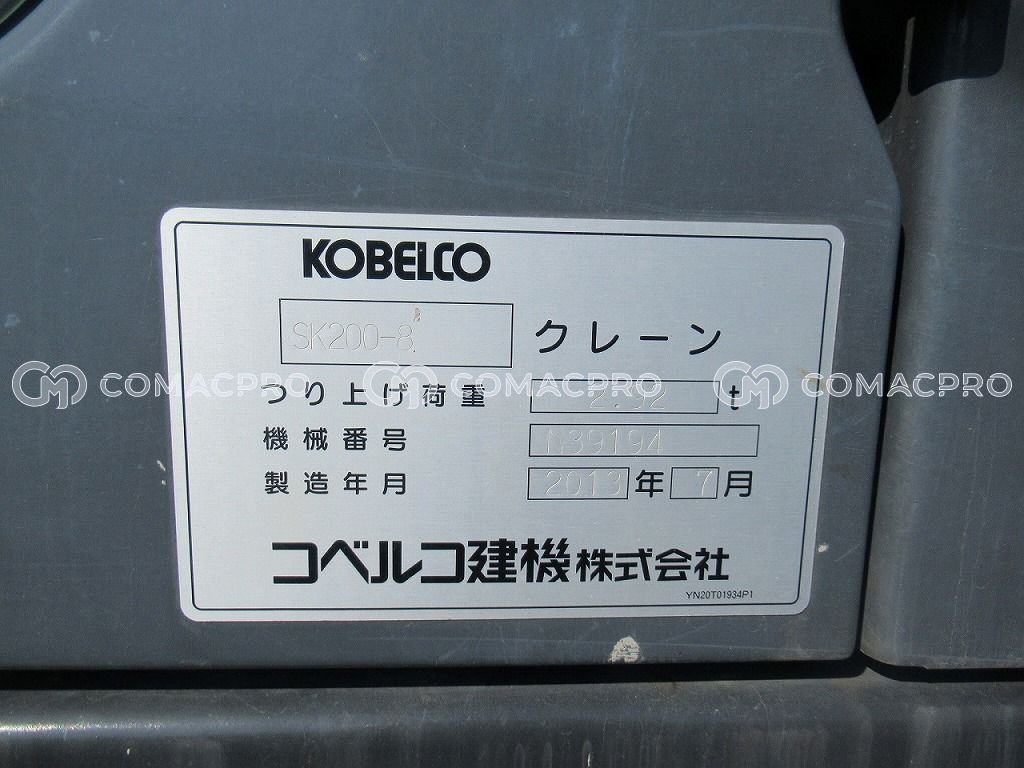 KOBELCO
SK200-8 クレーン
つり上げ荷重 2.92 t
機械番号 N39194
製造年月 2013 年 7 月
コベルコ建機株式会社
YN20T01934P1
COMACPRO COMACPRO COMACPRO